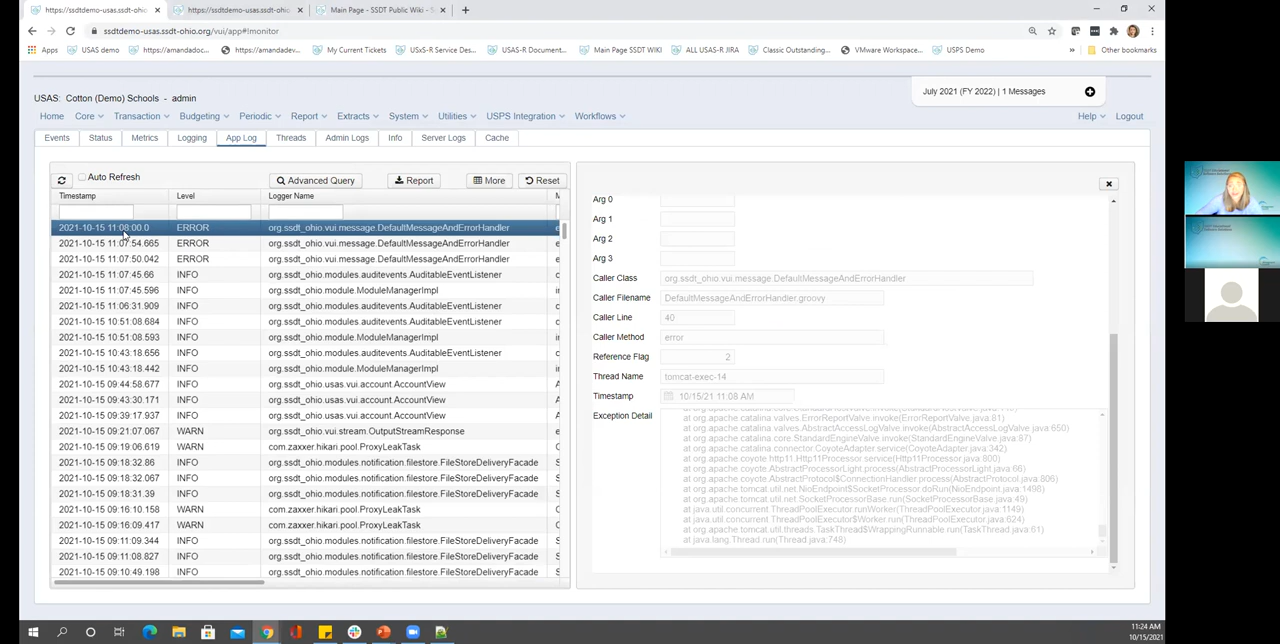 https://ssdtdemo-usas.ssdt-ohio.org × https://ssdtdemo-usas.ssdt-ohio.org × Main Page - SSDT Public Wiki - S × +
ssdtdemo-usas.ssdt-ohio.org/vui/app#!monitor
Apps USAS demo https://amandadoc... https://amandadev... My Current Tickets USxS-R Service Des... USAS-R Document... Main Page SSDT WIKI ALL USAS-R JIRA Classic Outstanding... VMware Workspace... USPS Demo » Other bookmarks
USAS: Cotton (Demo) Schools - admin
July 2021 (FY 2022) | 1 Messages
Home Core Transaction Budgeting Periodic Report Extracts System Utilities USPS Integration Workflows Help Logout
Events Status Metrics Logging App Log Threads Admin Logs Info Server Logs Cache
Auto Refresh Advanced Query Report More Reset
Timestamp Level Logger Name M
2021-10-15 11:08:00.0 ERROR org.ssdt_ohio.vui.message.DefaultMessageAndErrorHandler e
2021-10-15 11:07:54.665 ERROR org.ssdt_ohio.vui.message.DefaultMessageAndErrorHandler e
2021-10-15 11:07:50.042 ERROR org.ssdt_ohio.vui.message.DefaultMessageAndErrorHandler e
2021-10-15 11:07:45.66 INFO org.ssdt_ohio.modules.auditevents.AuditableEventListener c
2021-10-15 11:07:45.596 INFO org.ssdt_ohio.module.ModuleManagerImpl i
2021-10-15 11:06:31.909 INFO org.ssdt_ohio.modules.auditevents.AuditableEventListener c
2021-10-15 10:51:08.684 INFO org.ssdt_ohio.modules.auditevents.AuditableEventListener c
2021-10-15 10:51:08.593 INFO org.ssdt_ohio.module.ModuleManagerImpl i
2021-10-15 10:43:18.656 INFO org.ssdt_ohio.modules.auditevents.AuditableEventListener c
2021-10-15 10:43:18.442 INFO org.ssdt_ohio.module.ModuleManagerImpl i
2021-10-15 09:44:58.677 INFO org.ssdt_ohio.usas.vui.account.AccountView A
2021-10-15 09:43:30.171 INFO org.ssdt_ohio.usas.vui.account.AccountView A
2021-10-15 09:39:17.937 INFO org.ssdt_ohio.usas.vui.account.AccountView A
2021-10-15 09:21:07.067 WARN org.ssdt_ohio.vui.stream.OutputStreamResponse E
2021-10-15 09:19:06.619 WARN com.zaxxer.hikari.pool.ProxyLeakTask C
2021-10-15 09:18:32.86 INFO org.ssdt_ohio.modules.notification.filestore.FileStoreDeliveryFacade S
2021-10-15 09:18:32.067 INFO org.ssdt_ohio.modules.notification.filestore.FileStoreDeliveryFacade S
2021-10-15 09:18:31.39 INFO org.ssdt_ohio.modules.notification.filestore.FileStoreDeliveryFacade S
2021-10-15 09:16:10.158 WARN com.zaxxer.hikari.pool.ProxyLeakTask C
2021-10-15 09:16:09.417 WARN com.zaxxer.hikari.pool.ProxyLeakTask C
2021-10-15 09:11:09.344 INFO org.ssdt_ohio.modules.notification.filestore.FileStoreDeliveryFacade S
2021-10-15 09:11:08.827 INFO org.ssdt_ohio.modules.notification.filestore.FileStoreDeliveryFacade S
2021-10-15 09:10:49.198 INFO org.ssdt_ohio.modules.notification.filestore.FileStoreDeliveryFacade S
Arg 0
Arg 1
Arg 2
Arg 3
Caller Class org.ssdt_ohio.vui.message.DefaultMessageAndErrorHandler
Caller Filename DefaultMessageAndErrorHandler.groovy
Caller Line 40
Caller Method error
Reference Flag 2
Thread Name tomcat-exec-14
Timestamp 10/15/21 11:08 AM
Exception Detail
at org.apache.catalina.valves.ErrorReportValve.invoke(ErrorReportValve.java:81)
at org.apache.catalina.valves.AbstractAccessLogValve.invoke(AbstractAccessLogValve.java:650)
at org.apache.catalina.core.StandardEngineValve.invoke(StandardEngineValve.java:87)
at org.apache.catalina.connector.CoyoteAdapter.service(CoyoteAdapter.java:342)
at org.apache.coyote.http11.Http11Processor.service(Http11Processor.java:800)
at org.apache.coyote.AbstractProcessorLight.process(AbstractProcessorLight.java:66)
at org.apache.coyote.AbstractProtocol$ConnectionHandler.process(AbstractProtocol.java:806)
at org.apache.tomcat.util.net.NioEndpoint$SocketProcessor.doRun(NioEndpoint.java:1498)
at org.apache.tomcat.util.net.SocketProcessorBase.run(SocketProcessorBase.java:49)
at java.util.concurrent.ThreadPoolExecutor.runWorker(ThreadPoolExecutor.java:1149)
at java.util.concurrent.ThreadPoolExecutor$Worker.run(ThreadPoolExecutor.java:624)
at org.apache.tomcat.util.threads.TaskThread$WrappingRunnable.run(TaskThread.java:61)
at java.lang.Thread.run(Thread.java:748)
11:24 AM
10/15/2021